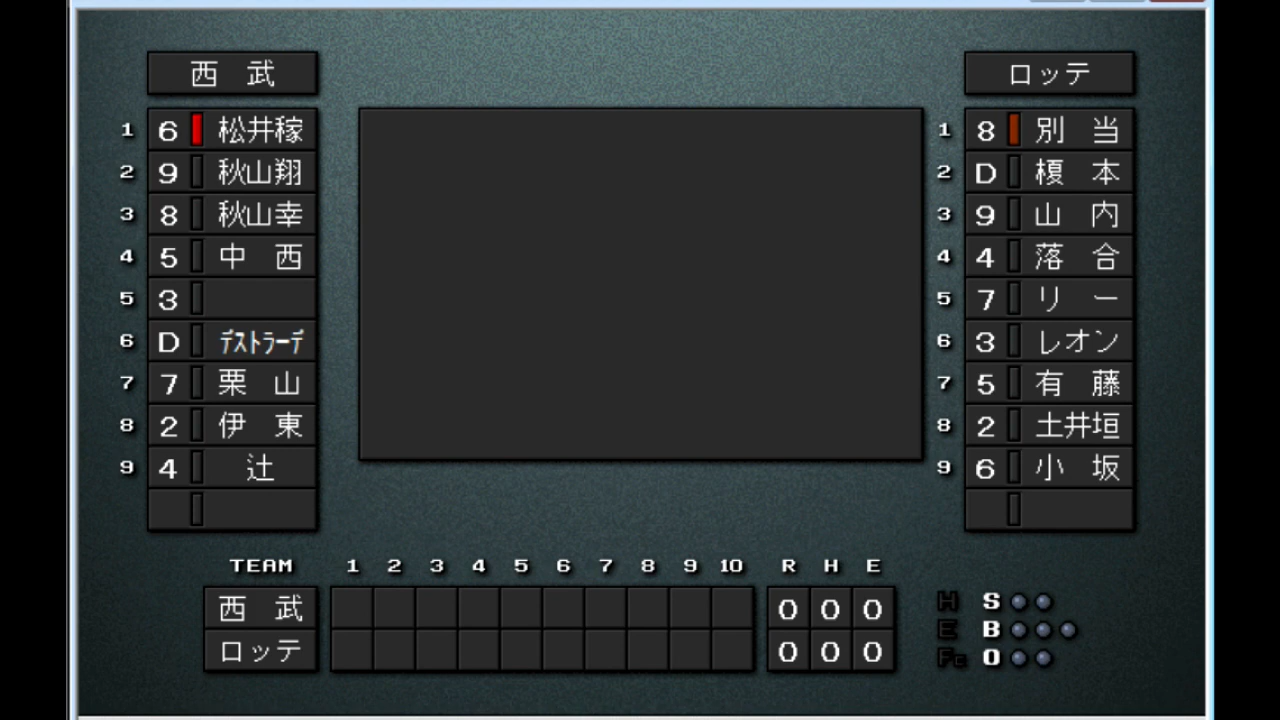 西 武 ロッテ
1 6 松井稼 1 8 別 当
2 9 秋山翔 2 D 榎 本
3 8 秋山幸 3 9 山 内
4 5 中 西 4 4 落 合
5 3 5 7 リ ー
6 D ﾃﾞｽﾄﾗｰﾃﾞ 6 3 レオン
7 7 栗 山 7 5 有 藤
8 2 伊 東 8 2 土井垣
9 4 辻 9 6 小 坂
TEAM 1 2 3 4 5 6 7 8 9 10 R H E
西 武 0 0 0 H S
ロッテ 0 0 0 E B
Fc O